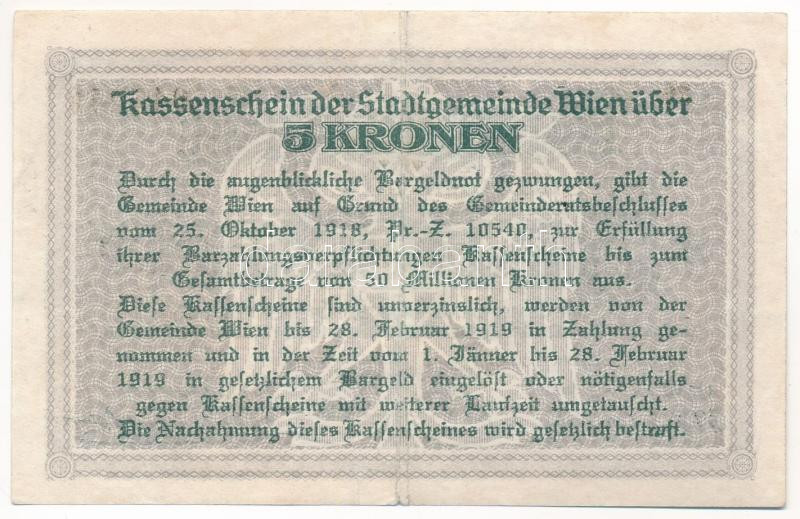 Kassenschein der Stadtgemeinde Wien über
5 KRONEN
Durch die augenblickliche Bargeldnot gezwungen, gibt die
Gemeinde Wien auf Grund des Gemeinderatsbeschlusses
vom 25. Oktober 1918, Pr.-Z. 10540, zur Erfüllung
ihrer Barzahlungsverpflichtungen Kassenscheine bis zum
Gesamtbetrage von 50 Millionen Kronen aus.
Diese Kassenscheine sind unverzinslich, werden von der
Gemeinde Wien bis 28. Februar 1919 in Zahlung ge-
nommen und in der Zeit vom 1. Jänner bis 28. Februar
1919 in gesetzlichem Bargeld eingelöst oder nötigenfalls
gegen Kassenscheine mit weiterer Laufzeit umgetauscht.
Die Nachahmung dieses Kassenscheines wird gesetzlich bestraft.